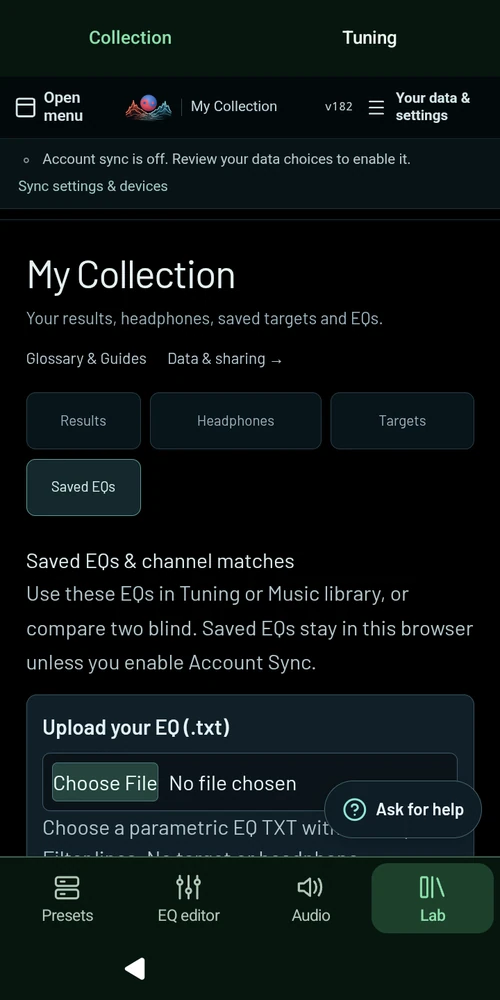 Collection
Tuning
Open menu
My Collection
v182
Your data & settings
Account sync is off. Review your data choices to enable it.
Sync settings & devices
My Collection
Your results, headphones, saved targets and EQs.
Glossary & Guides
Data & sharing →
Results
Headphones
Targets
Saved EQs
Saved EQs & channel matches
Use these EQs in Tuning or Music library, or
compare two blind. Saved EQs stay in this browser
unless you enable Account Sync.
Upload your EQ (.txt)
Choose File No file chosen
Ask for help
Choose a parametric EQ TXT with
Presets
EQ editor
Audio
Lab